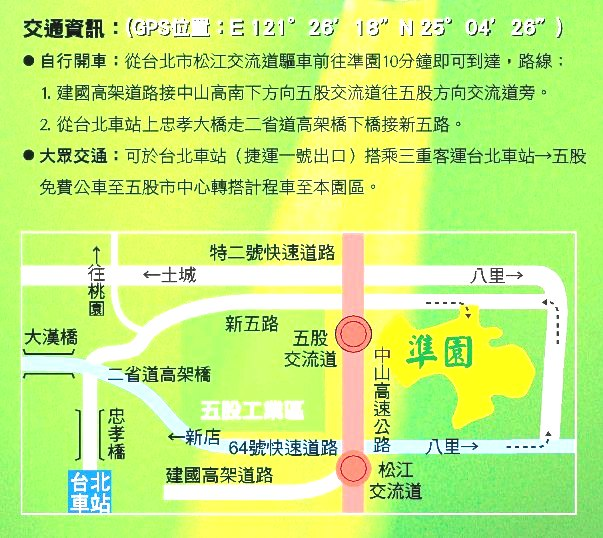 交通資訊：(GPS位置：E 121° 26′ 18″ N 25° 04′ 26″ )
● 自行開車：從台北市松江交流道驅車前往準園10分鐘即可到達，路線：
1. 建國高架道路接中山高南下方向五股交流道往五股方向交流道旁。
2. 從台北車站上忠孝大橋走二省道高架橋下橋接新五路。
● 大眾交通：可於台北車站（捷運一號出口）搭乘三重客運台北車站→五股
免費公車至五股市中心轉搭計程車至本園區。
特二號快速道路
←往桃園
←土城
八里→
新五路
大漢橋
五股
交流道
準園
中山高速公路
二省道高架橋
五股工業區
忠孝橋
←新店
64號快速道路
八里→
建國高架道路
松江
交流道
台北
車站